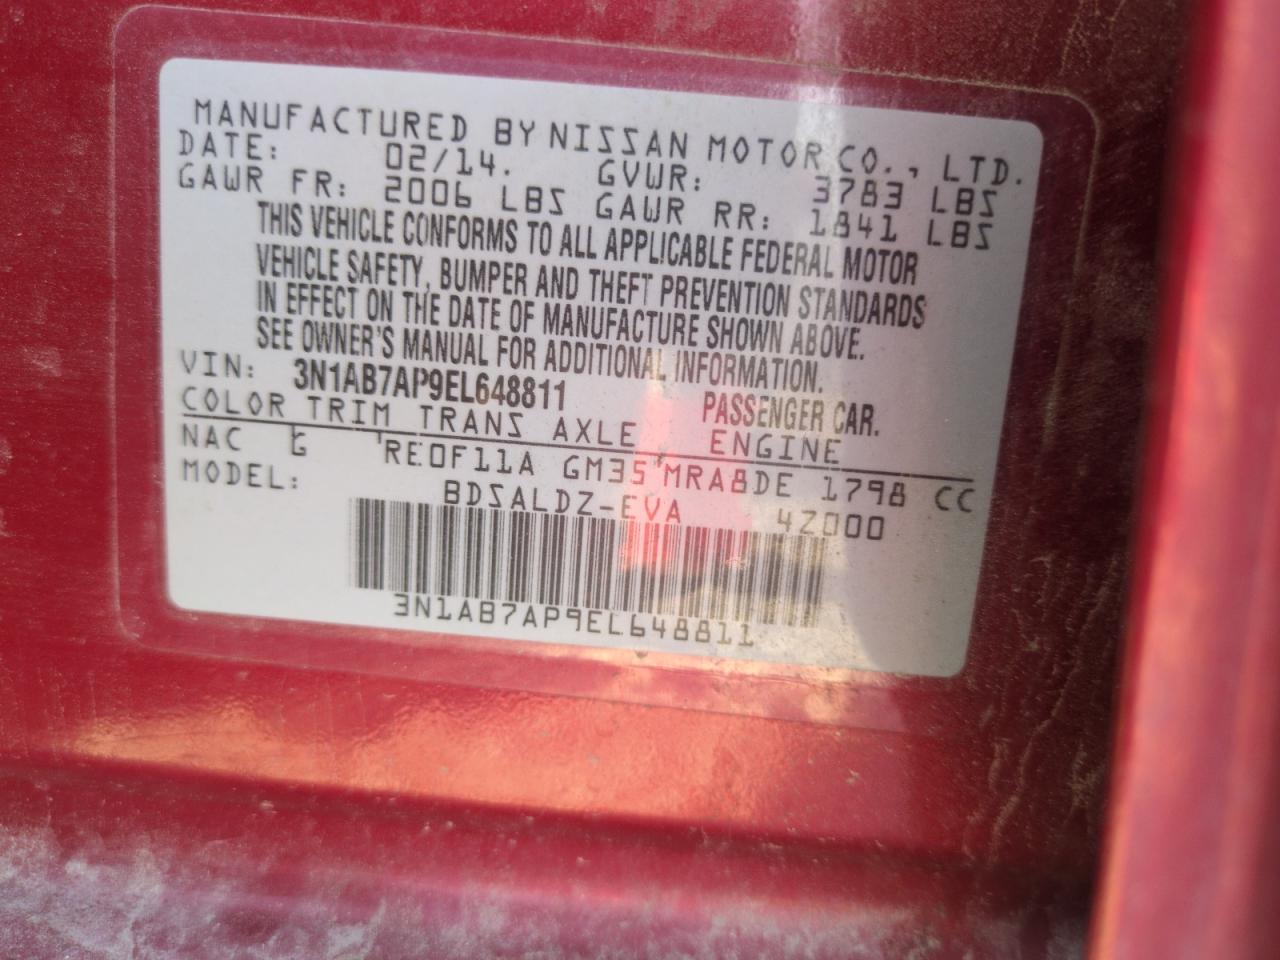 MANUFACTURED BY NISSAN MOTOR CO., LTD.
DATE: 02/14. GVWR: 3783 LBS
GAWR FR: 2006 LBS GAWR RR: 1841 LBS
THIS VEHICLE CONFORMS TO ALL APPLICABLE FEDERAL MOTOR
VEHICLE SAFETY, BUMPER AND THEFT PREVENTION STANDARDS
IN EFFECT ON THE DATE OF MANUFACTURE SHOWN ABOVE.
SEE OWNER'S MANUAL FOR ADDITIONAL INFORMATION.
VIN: 3N1AB7AP9EL648811 PASSENGER CAR.
COLOR TRIM TRANS AXLE ENGINE
NAC G RE0F11A GM35 MRA8DE 1798 CC
MODEL: BDSALDZ-EVA 4Z000
3N1AB7AP9EL648811